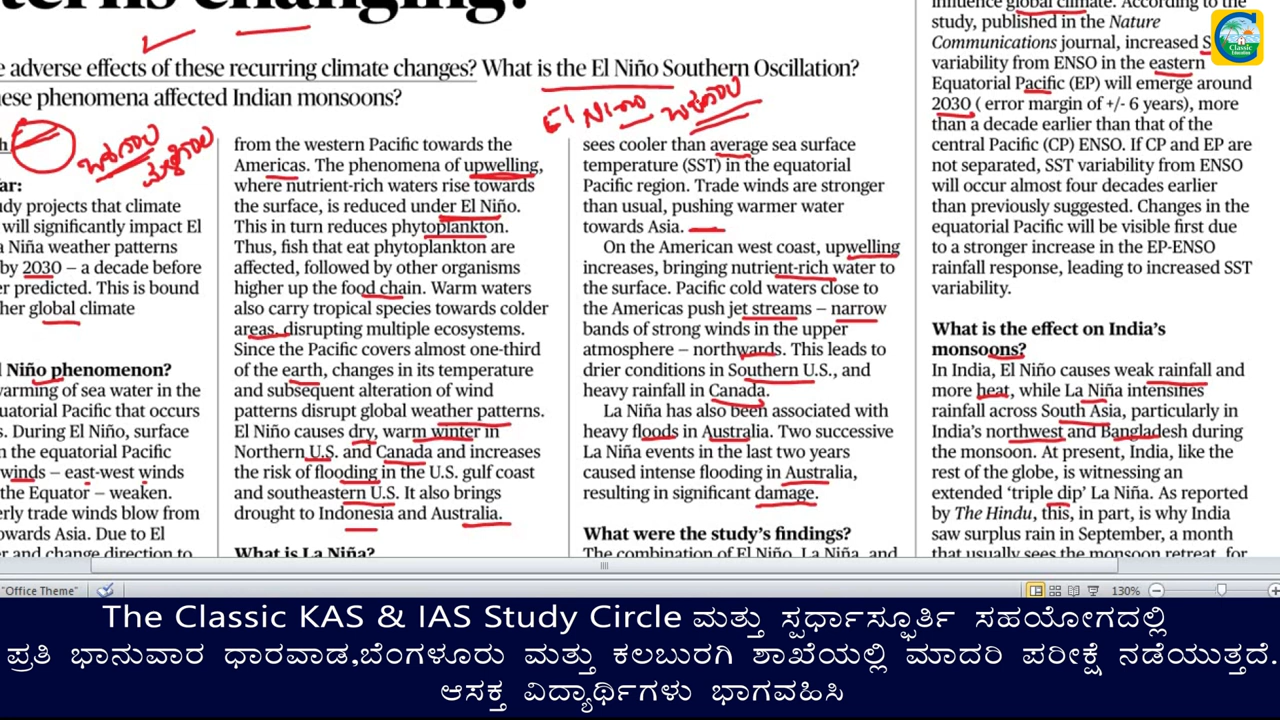 terns changing?
e adverse effects of these recurring climate changes? What is the El Niño Southern Oscillation?
hese phenomena affected Indian monsoons?
far:
udy projects that climate
will significantly impact El
a Niña weather patterns
by 2030 – a decade before
er predicted. This is bound
her global climate
l Niño phenomenon?
warming of sea water in the
uatorial Pacific that occurs
s. During El Niño, surface
n the equatorial Pacific
winds – east-west winds
the Equator – weaken.
erly trade winds blow from
owards Asia. Due to El
er and change direction to
from the western Pacific towards the
Americas. The phenomena of upwelling,
where nutrient-rich waters rise towards
the surface, is reduced under El Niño.
This in turn reduces phytoplankton.
Thus, fish that eat phytoplankton are
affected, followed by other organisms
higher up the food chain. Warm waters
also carry tropical species towards colder
areas, disrupting multiple ecosystems.
Since the Pacific covers almost one-third
of the earth, changes in its temperature
and subsequent alteration of wind
patterns disrupt global weather patterns.
El Niño causes dry, warm winter in
Northern U.S. and Canada and increases
the risk of flooding in the U.S. gulf coast
and southeastern U.S. It also brings
drought to Indonesia and Australia.
What is La Niña?
El Nino
sees cooler than average sea surface
temperature (SST) in the equatorial
Pacific region. Trade winds are stronger
than usual, pushing warmer water
towards Asia.
On the American west coast, upwelling
increases, bringing nutrient-rich water to
the surface. Pacific cold waters close to
the Americas push jet streams – narrow
bands of strong winds in the upper
atmosphere – northwards. This leads to
drier conditions in Southern U.S., and
heavy rainfall in Canada.
La Niña has also been associated with
heavy floods in Australia. Two successive
La Niña events in the last two years
caused intense flooding in Australia,
resulting in significant damage.
What were the study's findings?
The combination of El Niño, La Niña, and
influence global climate. According to the
study, published in the Nature
Communications journal, increased S
variability from ENSO in the eastern
Equatorial Pacific (EP) will emerge around
2030 ( error margin of +/- 6 years), more
than a decade earlier than that of the
central Pacific (CP) ENSO. If CP and EP are
not separated, SST variability from ENSO
will occur almost four decades earlier
than previously suggested. Changes in the
equatorial Pacific will be visible first due
to a stronger increase in the EP-ENSO
rainfall response, leading to increased SST
variability.
What is the effect on India's
monsoons?
In India, El Niño causes weak rainfall and
more heat, while La Niña intensifies
rainfall across South Asia, particularly in
India's northwest and Bangladesh during
the monsoon. At present, India, like the
rest of the globe, is witnessing an
extended 'triple dip' La Niña. As reported
by The Hindu, this, in part, is why India
saw surplus rain in September, a month
that usually sees the monsoon retreat, for
Classic
Education
"Office Theme"
130%
The Classic KAS & IAS Study Circle ಮತ್ತು ಸ್ಪರ್ಧಾಸ್ಫೂರ್ತಿ ಸಹಯೋಗದಲ್ಲಿ
ಪ್ರತಿ ಭಾನುವಾರ ಧಾರವಾಡ,ಬೆಂಗಳೂರು ಮತ್ತು ಕಲಬುರಗಿ ಶಾಖೆಯಲ್ಲಿ ಮಾದರಿ ಪರೀಕ್ಷೆ ನಡೆಯುತ್ತದೆ.
ಆಸಕ್ತ ವಿದ್ಯಾರ್ಥಿಗಳು ಭಾಗವಹಿಸಿ